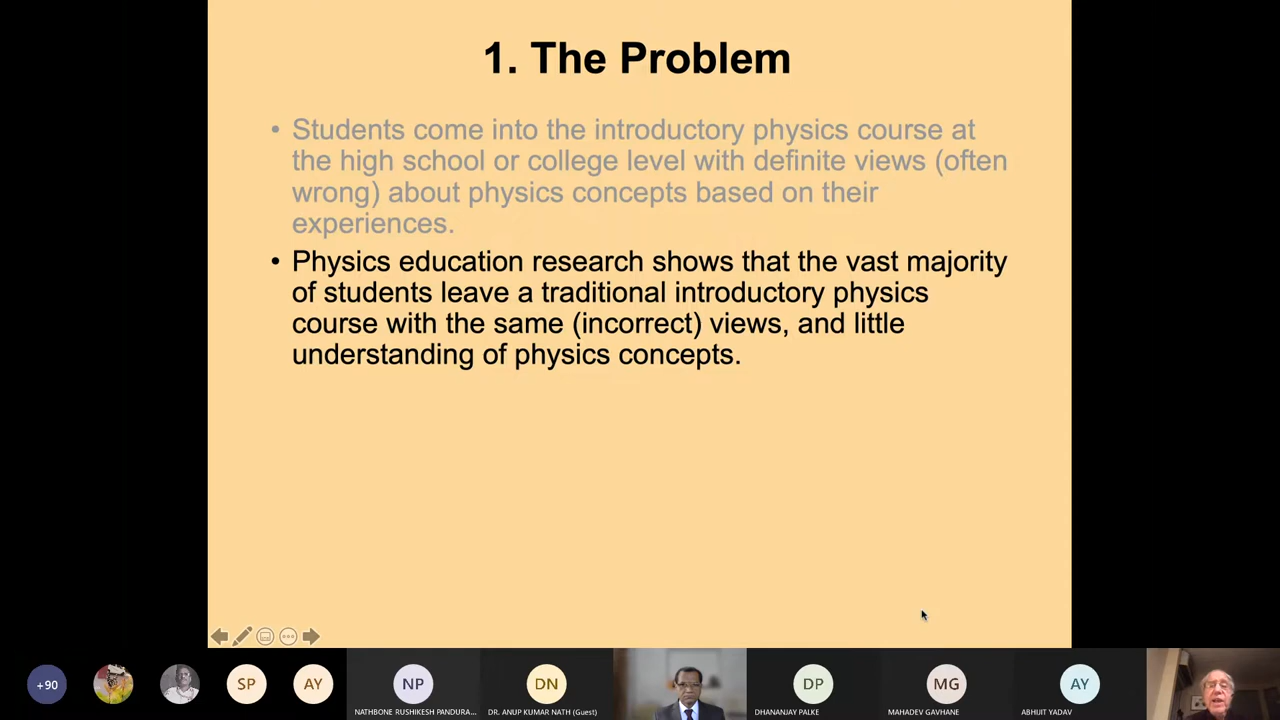 1. The Problem
• Students come into the introductory physics course at
the high school or college level with definite views (often
wrong) about physics concepts based on their
experiences.
• Physics education research shows that the vast majority
of students leave a traditional introductory physics
course with the same (incorrect) views, and little
understanding of physics concepts.
+90
SP
AY
NP
DN
DP
MG
AY
NATHBONE RUSHIKESH PANDURA...
DR. ANUP KUMAR NATH (Guest)
DHANANJAY PALKE
MAHADEV GAVHANE
ABHIJIT YADAV